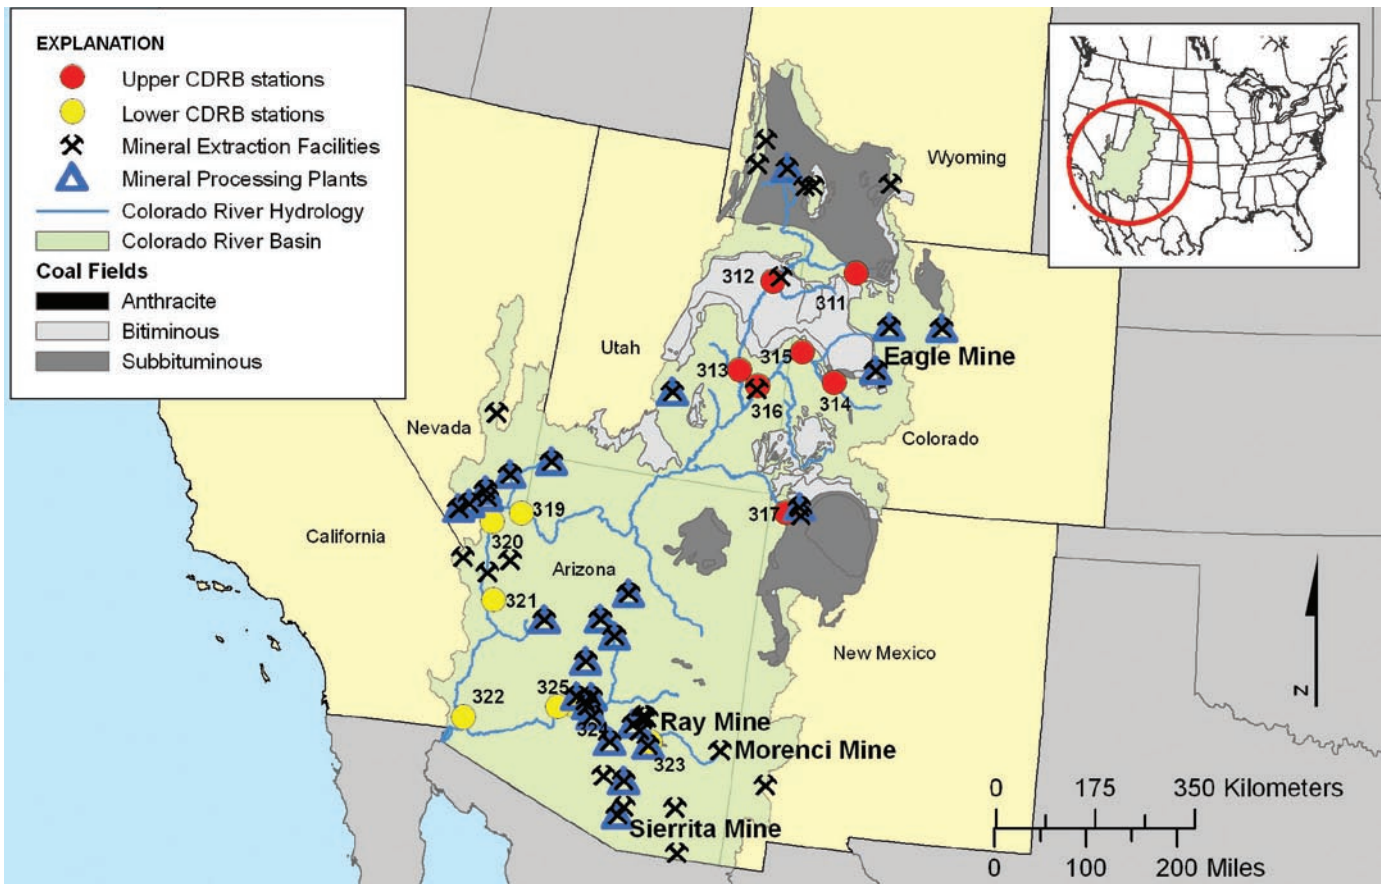 EXPLANATION
Upper CDRB stations
Lower CDRB stations
Mineral Extraction Facilities
Mineral Processing Plants
Colorado River Hydrology
Colorado River Basin
Coal Fields
Anthracite
Bitiminous
Subbituminous
Wyoming
312
311
Utah
315
Eagle Mine
313
316
314
Nevada
Colorado
319
317
320
California
Arizona
321
New Mexico
322
325
324
Ray Mine
Morenci Mine
323
Sierrita Mine
N
0 175 350 Kilometers
0 100 200 Miles